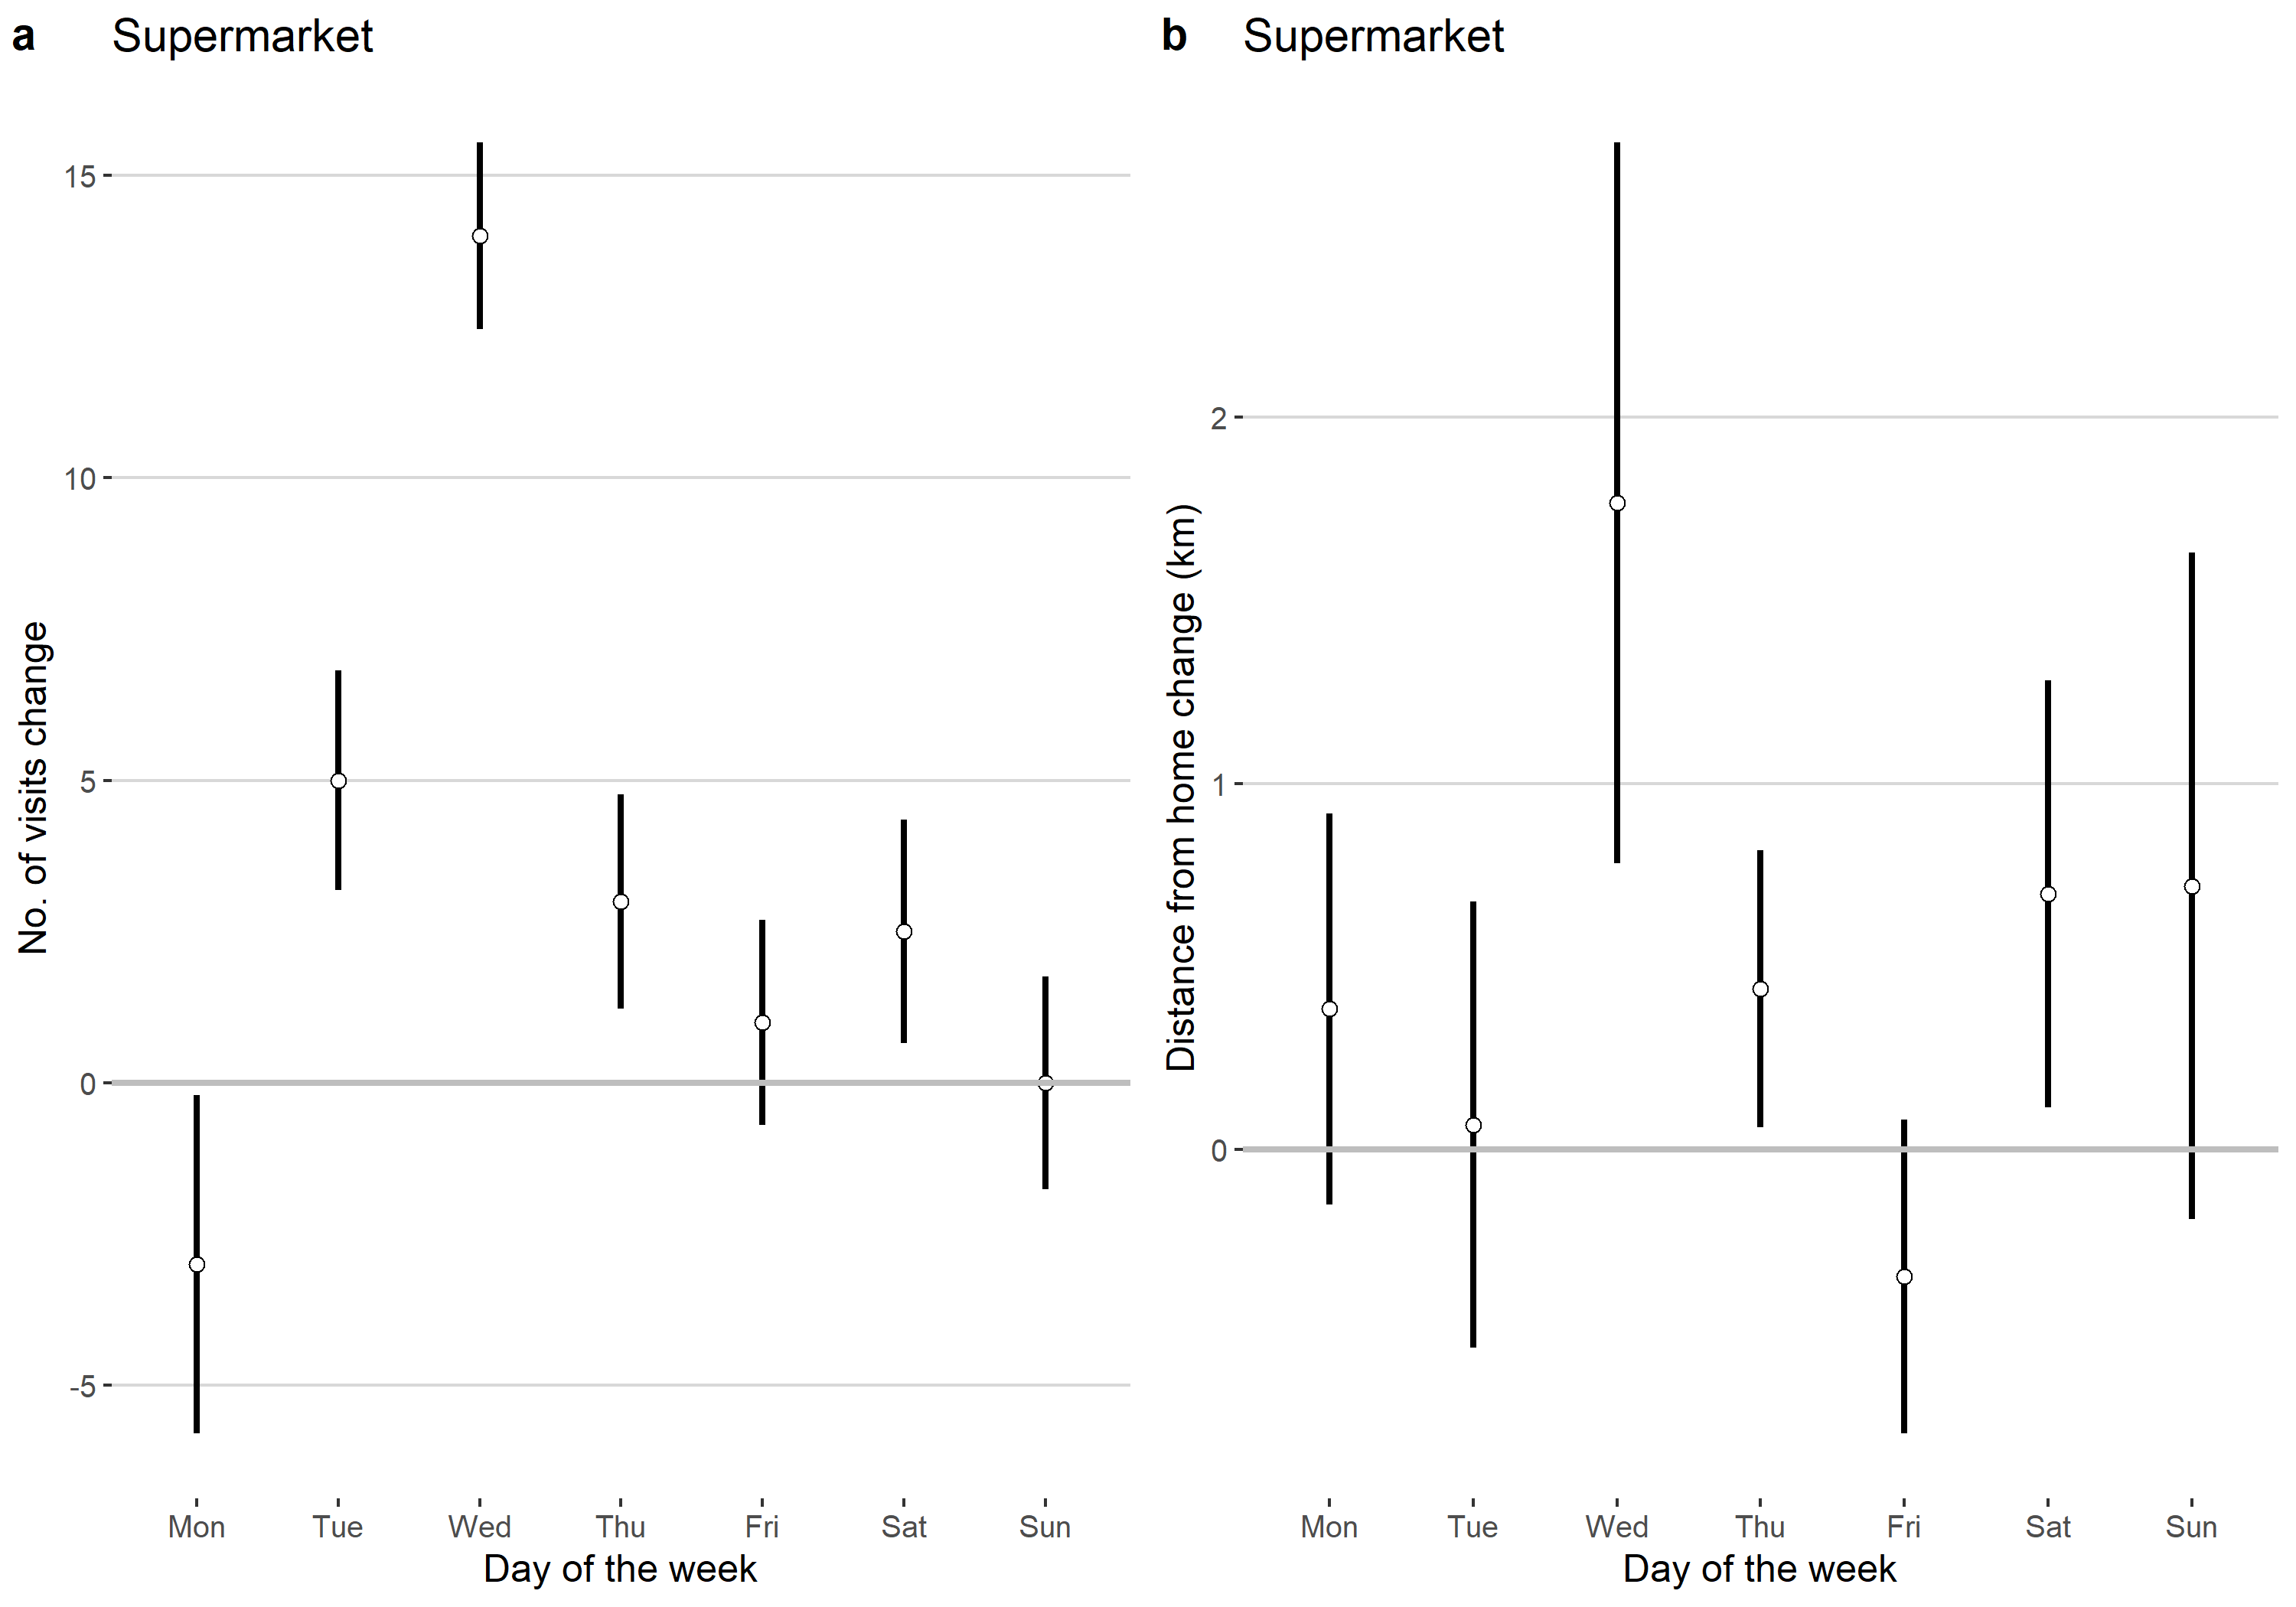 a Supermarket
No. of visits change
15
10
5
0
-5
Mon Tue Wed Thu Fri Sat Sun
Day of the week
b Supermarket
Distance from home change (km)
2
1
0
Mon Tue Wed Thu Fri Sat Sun
Day of the week